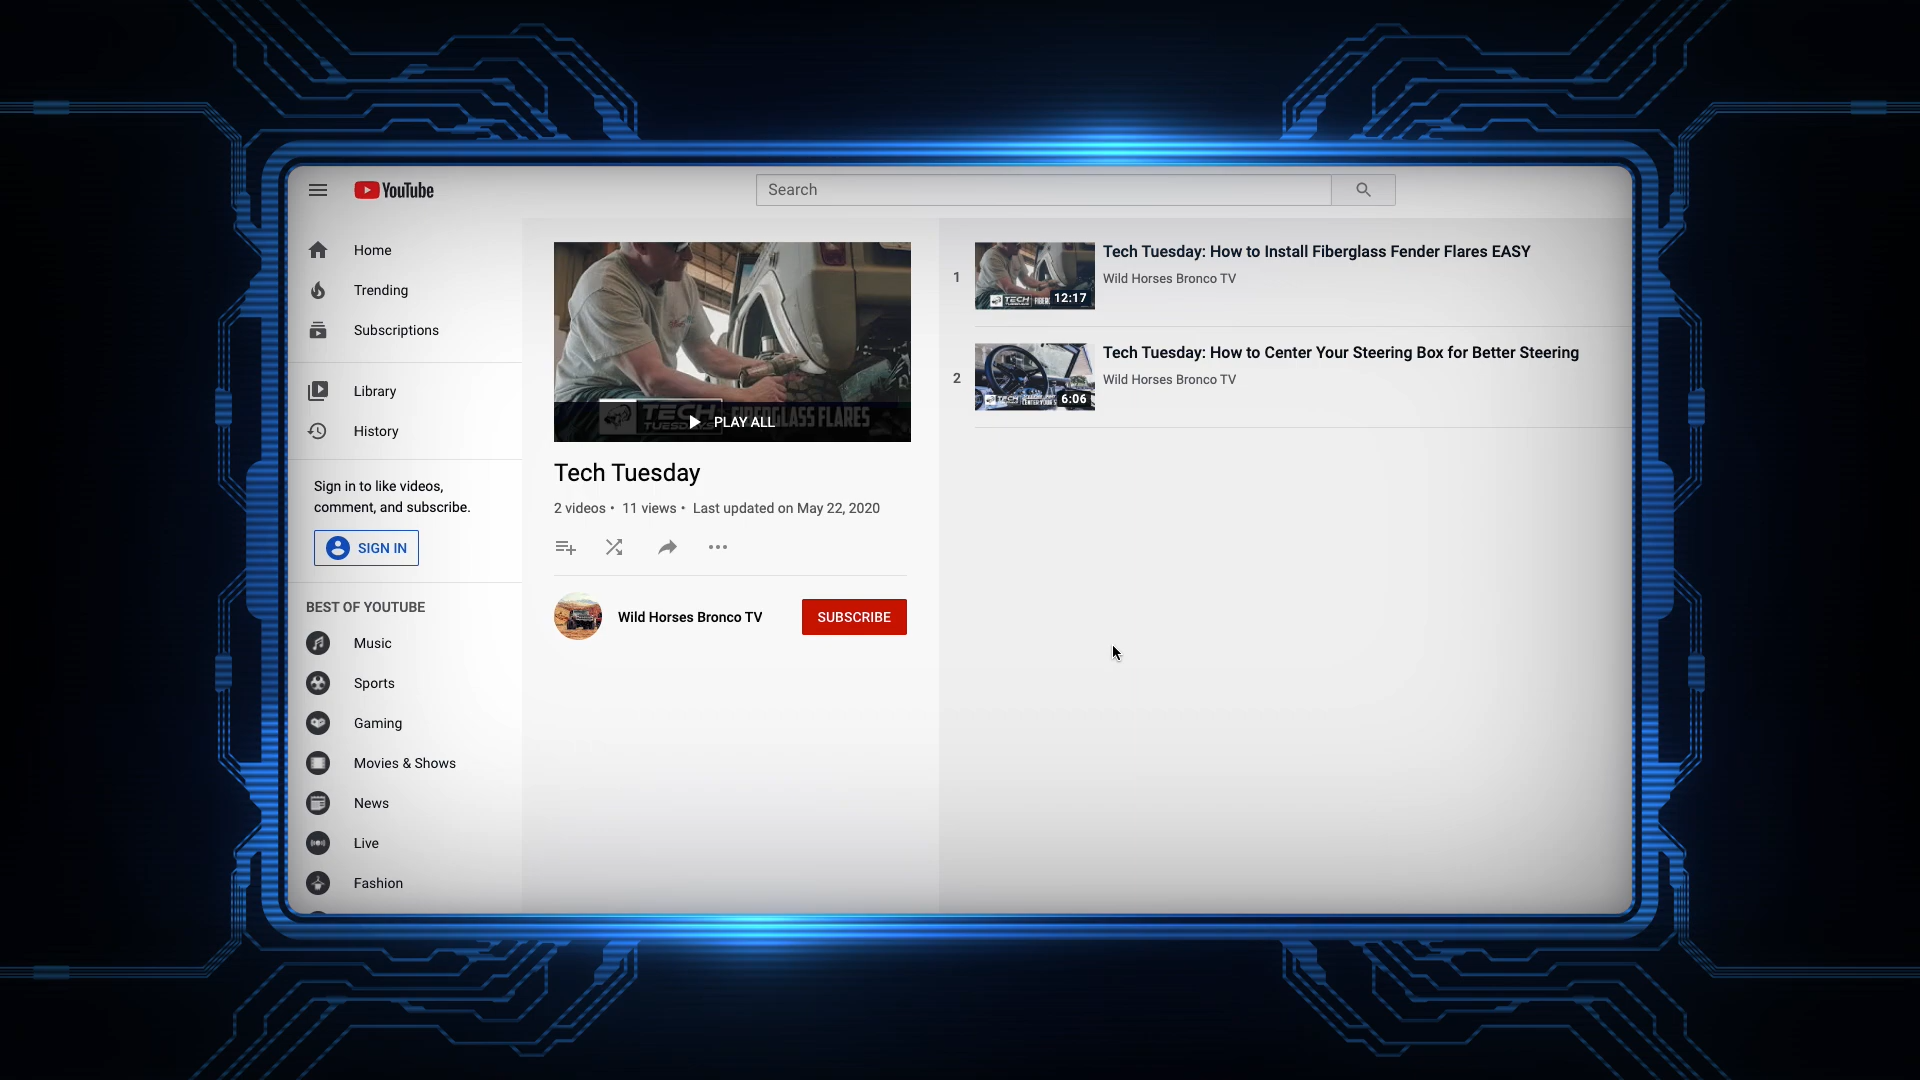 YouTube
Search
Home
Trending
Subscriptions
Library
History
Sign in to like videos,
comment, and subscribe.
SIGN IN
BEST OF YOUTUBE
Music
Sports
Gaming
Movies & Shows
News
Live
Fashion
TECH
TUESDAYS
FIBERGLASS FLARES
PLAY ALL
Tech Tuesday
2 videos • 11 views • Last updated on May 22, 2020
Wild Horses Bronco TV
SUBSCRIBE
1
TECH
12:17
Tech Tuesday: How to Install Fiberglass Fender Flares EASY
Wild Horses Bronco TV
2
TECH
6:06
Tech Tuesday: How to Center Your Steering Box for Better Steering
Wild Horses Bronco TV